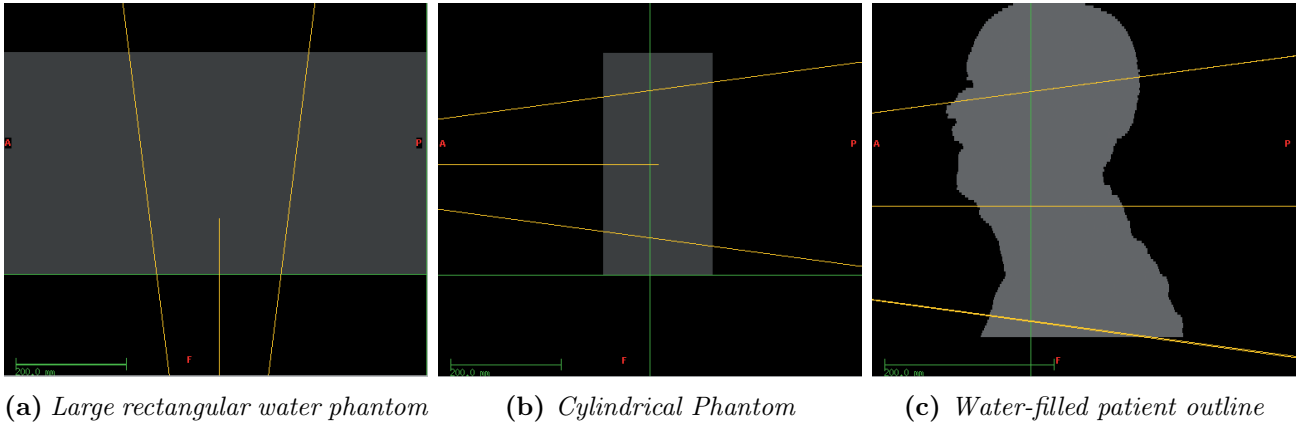 A
P
F
200.0 mm
A
P
F
200.0 mm
A
P
F
200.0 mm
(a) Large rectangular water phantom
(b) Cylindrical Phantom
(c) Water-filled patient outline